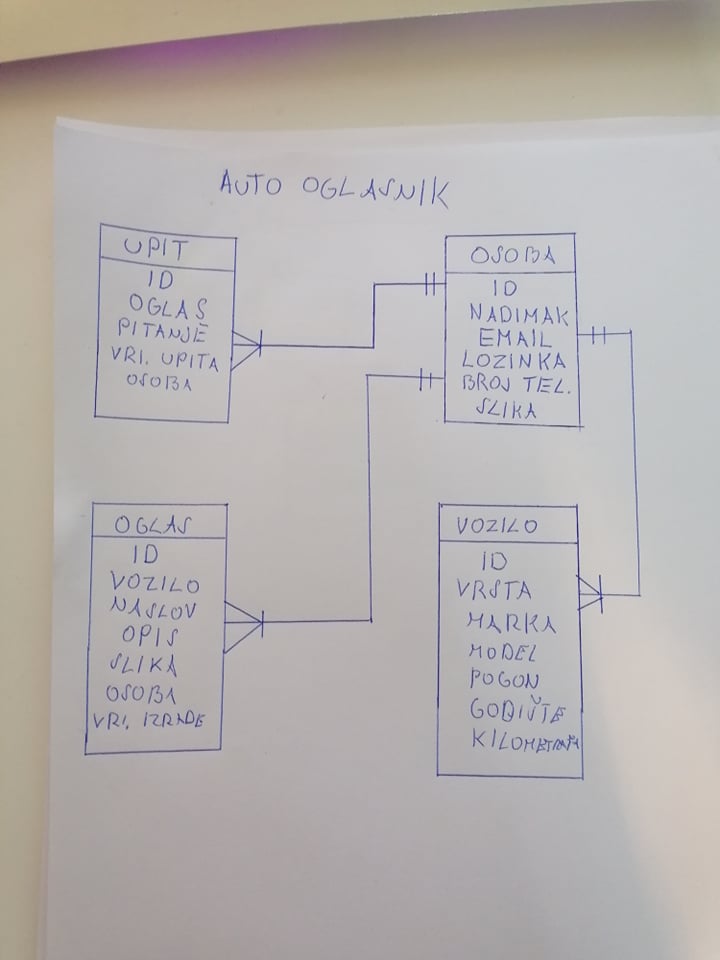 AUTO OGLASNIK
UPIT
ID
OGLAS
PITANJE
VRI. UPITA
OSOBA
OSOBA
ID
NADIMAK
EMAIL
LOZINKA
BROJ TEL.
SLIKA
OGLAS
ID
VOZILO
NASLOV
OPIS
SLIKA
OSOBA
VRI. IZRADE
VOZILO
ID
VRSTA
MARKA
MODEL
POGON
GODIŠTE
KILOMETRAŽA